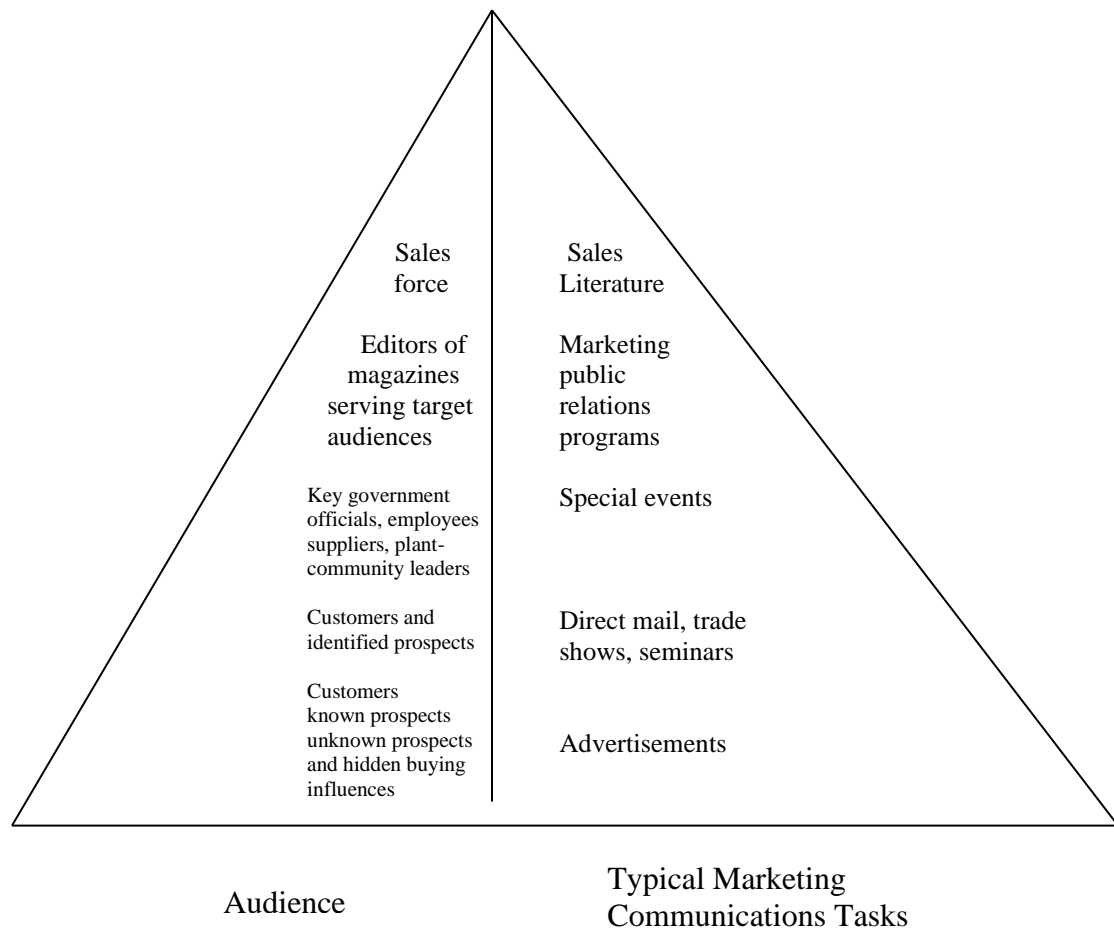 Sales
force
Sales
Literature
Editors of
magazines
serving target
audiences
Marketing
public
relations
programs
Key government
officials, employees
suppliers, plant-
community leaders
Special events
Customers and
identified prospects
Direct mail, trade
shows, seminars
Customers
known prospects
unknown prospects
and hidden buying
influences
Advertisements
Audience
Typical Marketing
Communications Tasks